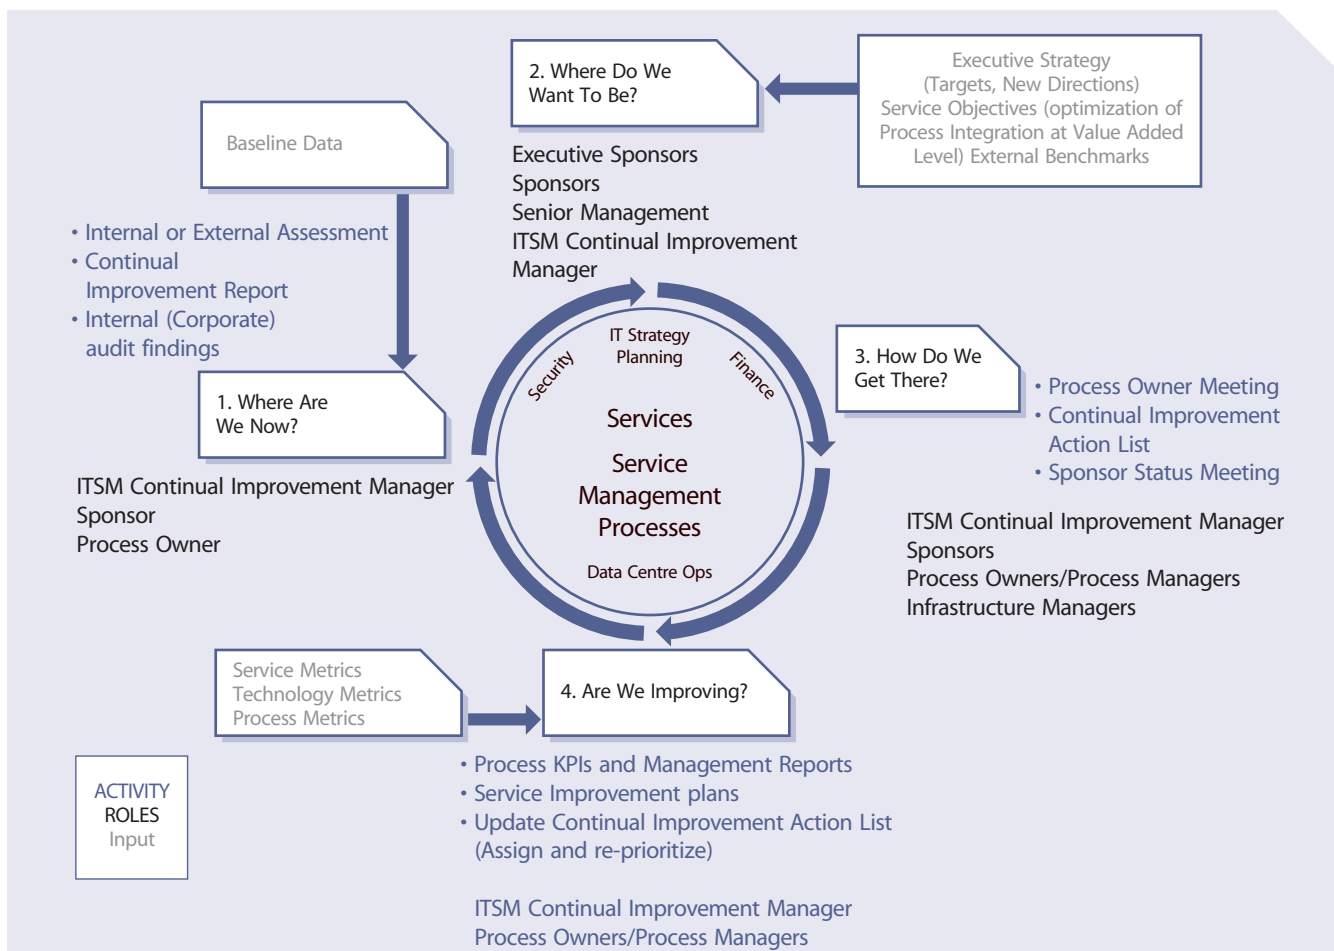 2. Where Do We
Want To Be?
Executive Strategy
(Targets, New Directions)
Service Objectives (optimization of
Process Integration at Value Added
Level) External Benchmarks
Baseline Data
Executive Sponsors
Sponsors
Senior Management
ITSM Continual Improvement
Manager
• Internal or External Assessment
• Continual
Improvement Report
• Internal (Corporate)
audit findings
1. Where Are
We Now?
ITSM Continual Improvement Manager
Sponsor
Process Owner
IT Strategy
Planning
Security
Finance
Services
Service
Management
Processes
Data Centre Ops
3. How Do We
Get There?
• Process Owner Meeting
• Continual Improvement
Action List
• Sponsor Status Meeting
ITSM Continual Improvement Manager
Sponsors
Process Owners/Process Managers
Infrastructure Managers
Service Metrics
Technology Metrics
Process Metrics
4. Are We Improving?
• Process KPIs and Management Reports
• Service Improvement plans
• Update Continual Improvement Action List
(Assign and re-prioritize)
ITSM Continual Improvement Manager
Process Owners/Process Managers
ACTIVITY
ROLES
Input